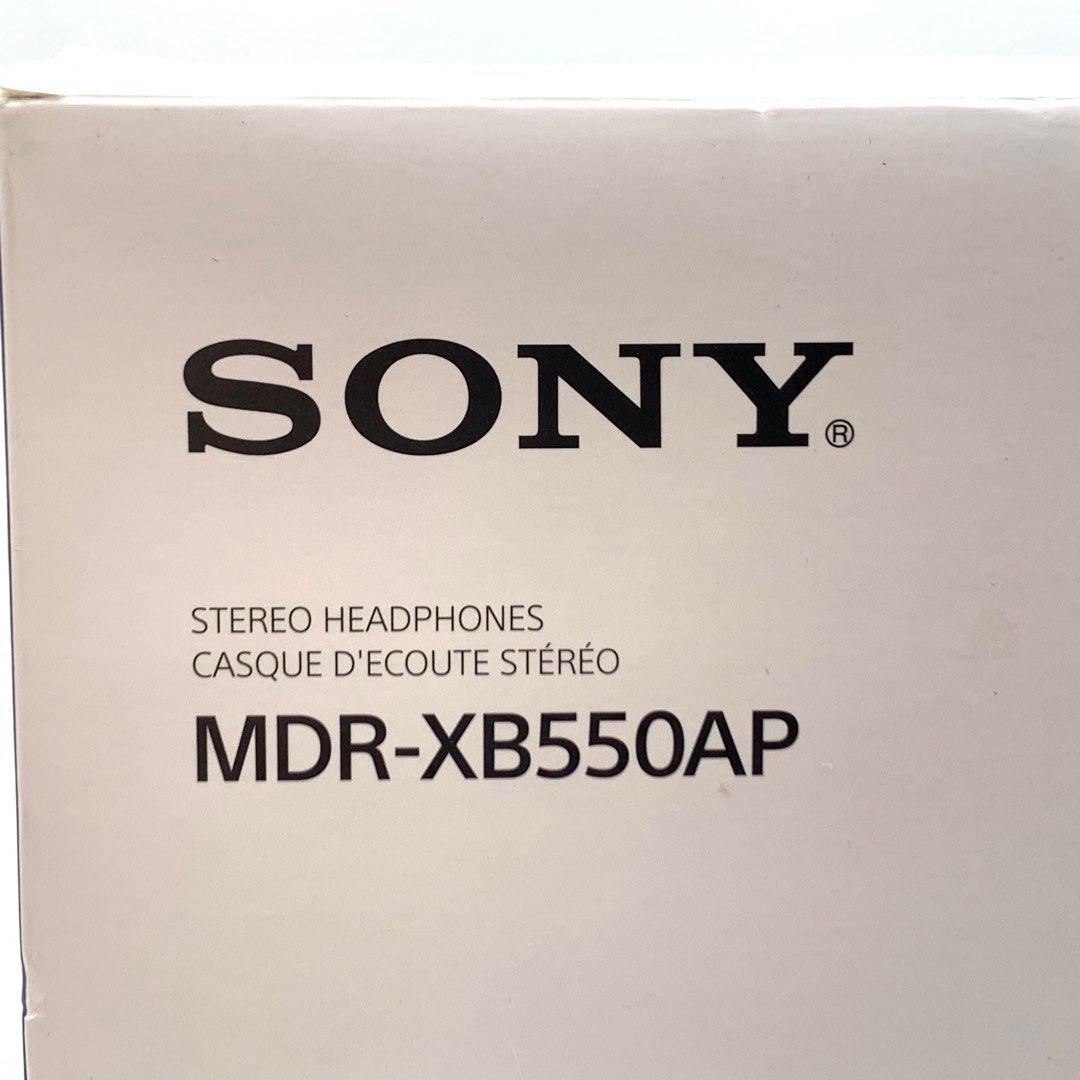 SONY®
STEREO HEADPHONES
CASQUE D'ECOUTE STÉRÉO
MDR-XB550AP